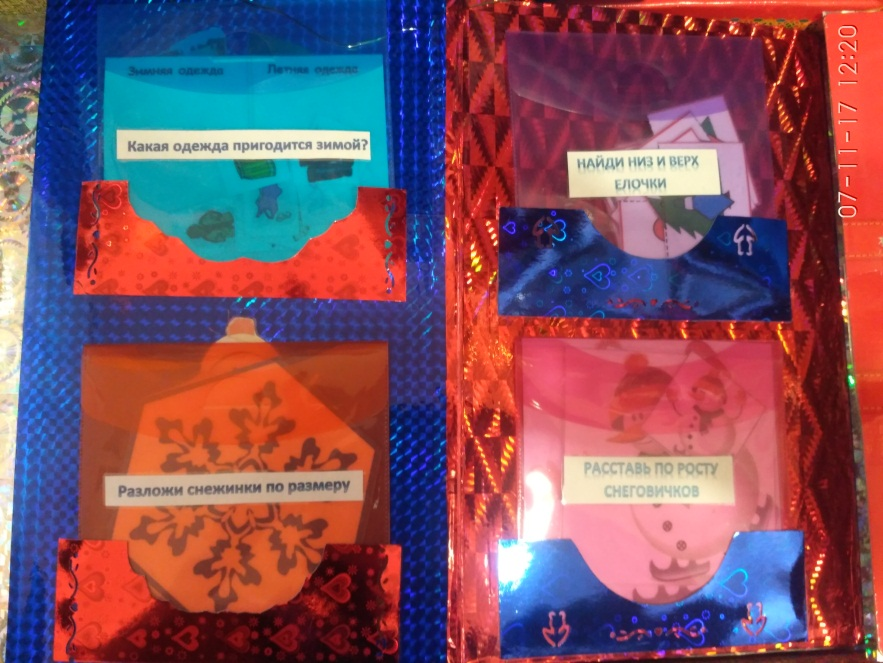 Зимняя одежда
Летняя одежда
Какая одежда пригодится зимой?
Разложи снежинки по размеру
НАЙДИ НИЗ И ВЕРХ
ЕЛОЧКИ
РАССТАВЬ ПО РОСТУ
СНЕГОВИЧКОВ
07-11-17 12:20